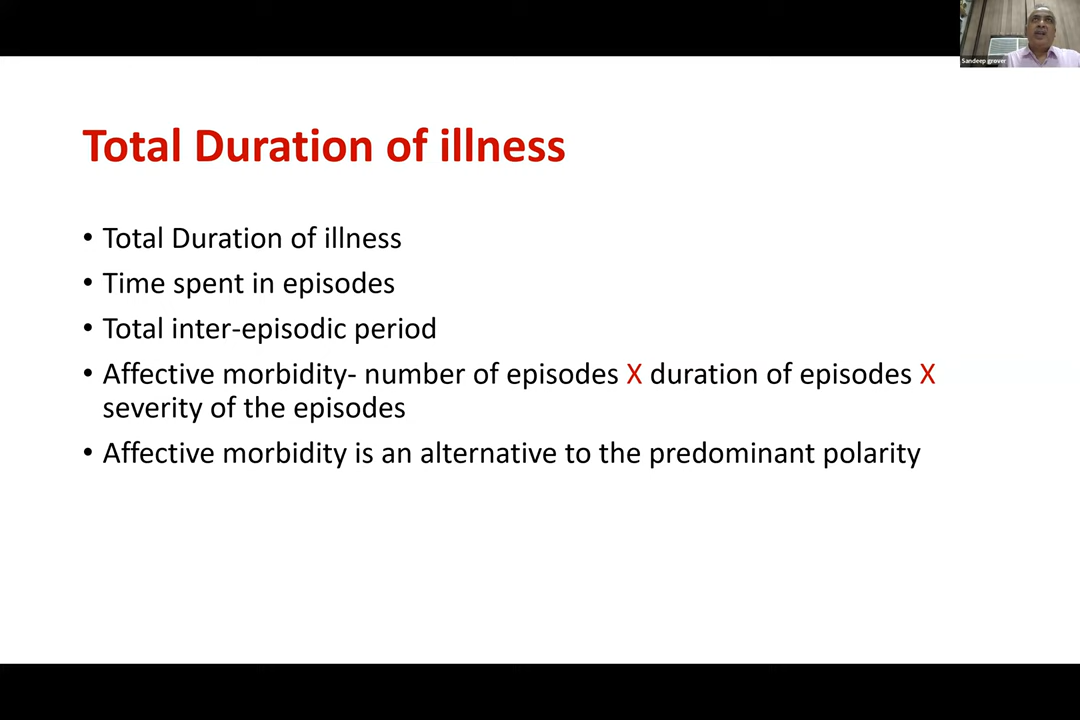 Sandeep grover
Total Duration of illness
• Total Duration of illness
• Time spent in episodes
• Total inter-episodic period
• Affective morbidity- number of episodes X duration of episodes X
severity of the episodes
• Affective morbidity is an alternative to the predominant polarity